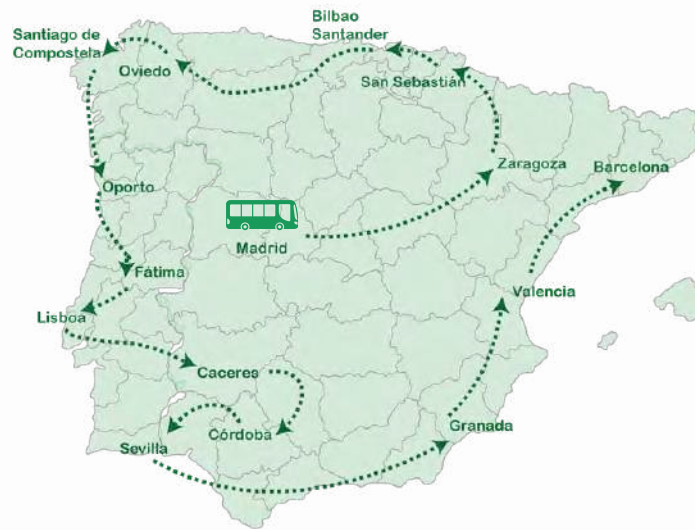 Bilbao
Santander
Santiago de
Compostela
Oviedo
San Sebastián
Zaragoza
Barcelona
Oporto
Madrid
Fátima
Valencia
Lisboa
Caceres
Granada
Córdoba
Sevilla